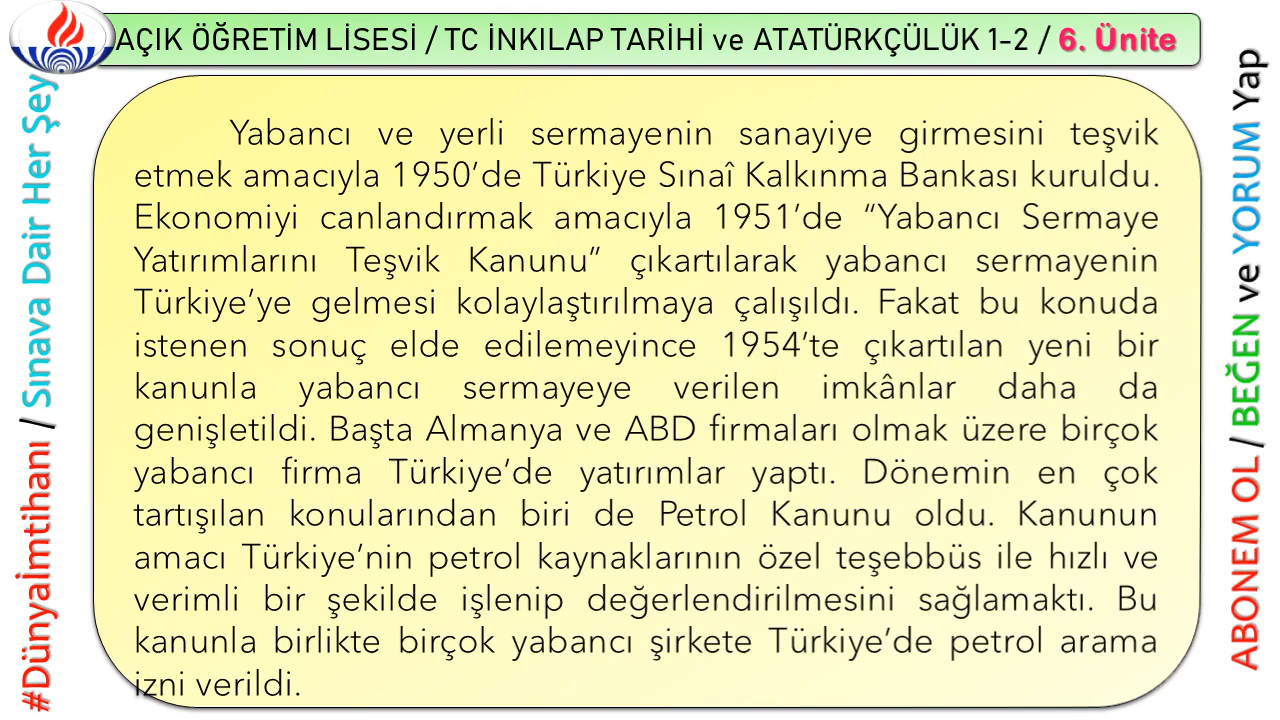 AÇIK ÖĞRETİM LİSESİ / TC İNKILAP TARİHİ ve ATATÜRKÇÜLÜK 1-2 / 6. Ünite
#Dünyaİmtihanı / Sınava Dair Her Şey
Yabancı ve yerli sermayenin sanayiye girmesini teşvik
etmek amacıyla 1950’de Türkiye Sınaî Kalkınma Bankası kuruldu.
Ekonomiyi canlandırmak amacıyla 1951’de “Yabancı Sermaye
Yatırımlarını Teşvik Kanunu” çıkartılarak yabancı sermayenin
Türkiye’ye gelmesi kolaylaştırılmaya çalışıldı. Fakat bu konuda
istenen sonuç elde edilemeyince 1954’te çıkartılan yeni bir
kanunla yabancı sermayeye verilen imkânlar daha da
genişletildi. Başta Almanya ve ABD firmaları olmak üzere birçok
yabancı firma Türkiye’de yatırımlar yaptı. Dönemin en çok
tartışılan konularından biri de Petrol Kanunu oldu. Kanunun
amacı Türkiye’nin petrol kaynaklarının özel teşebbüs ile hızlı ve
verimli bir şekilde işlenip değerlendirilmesini sağlamaktı. Bu
kanunla birlikte birçok yabancı şirkete Türkiye’de petrol arama
izni verildi.
ABONEM OL / BEĞEN ve YORUM Yap